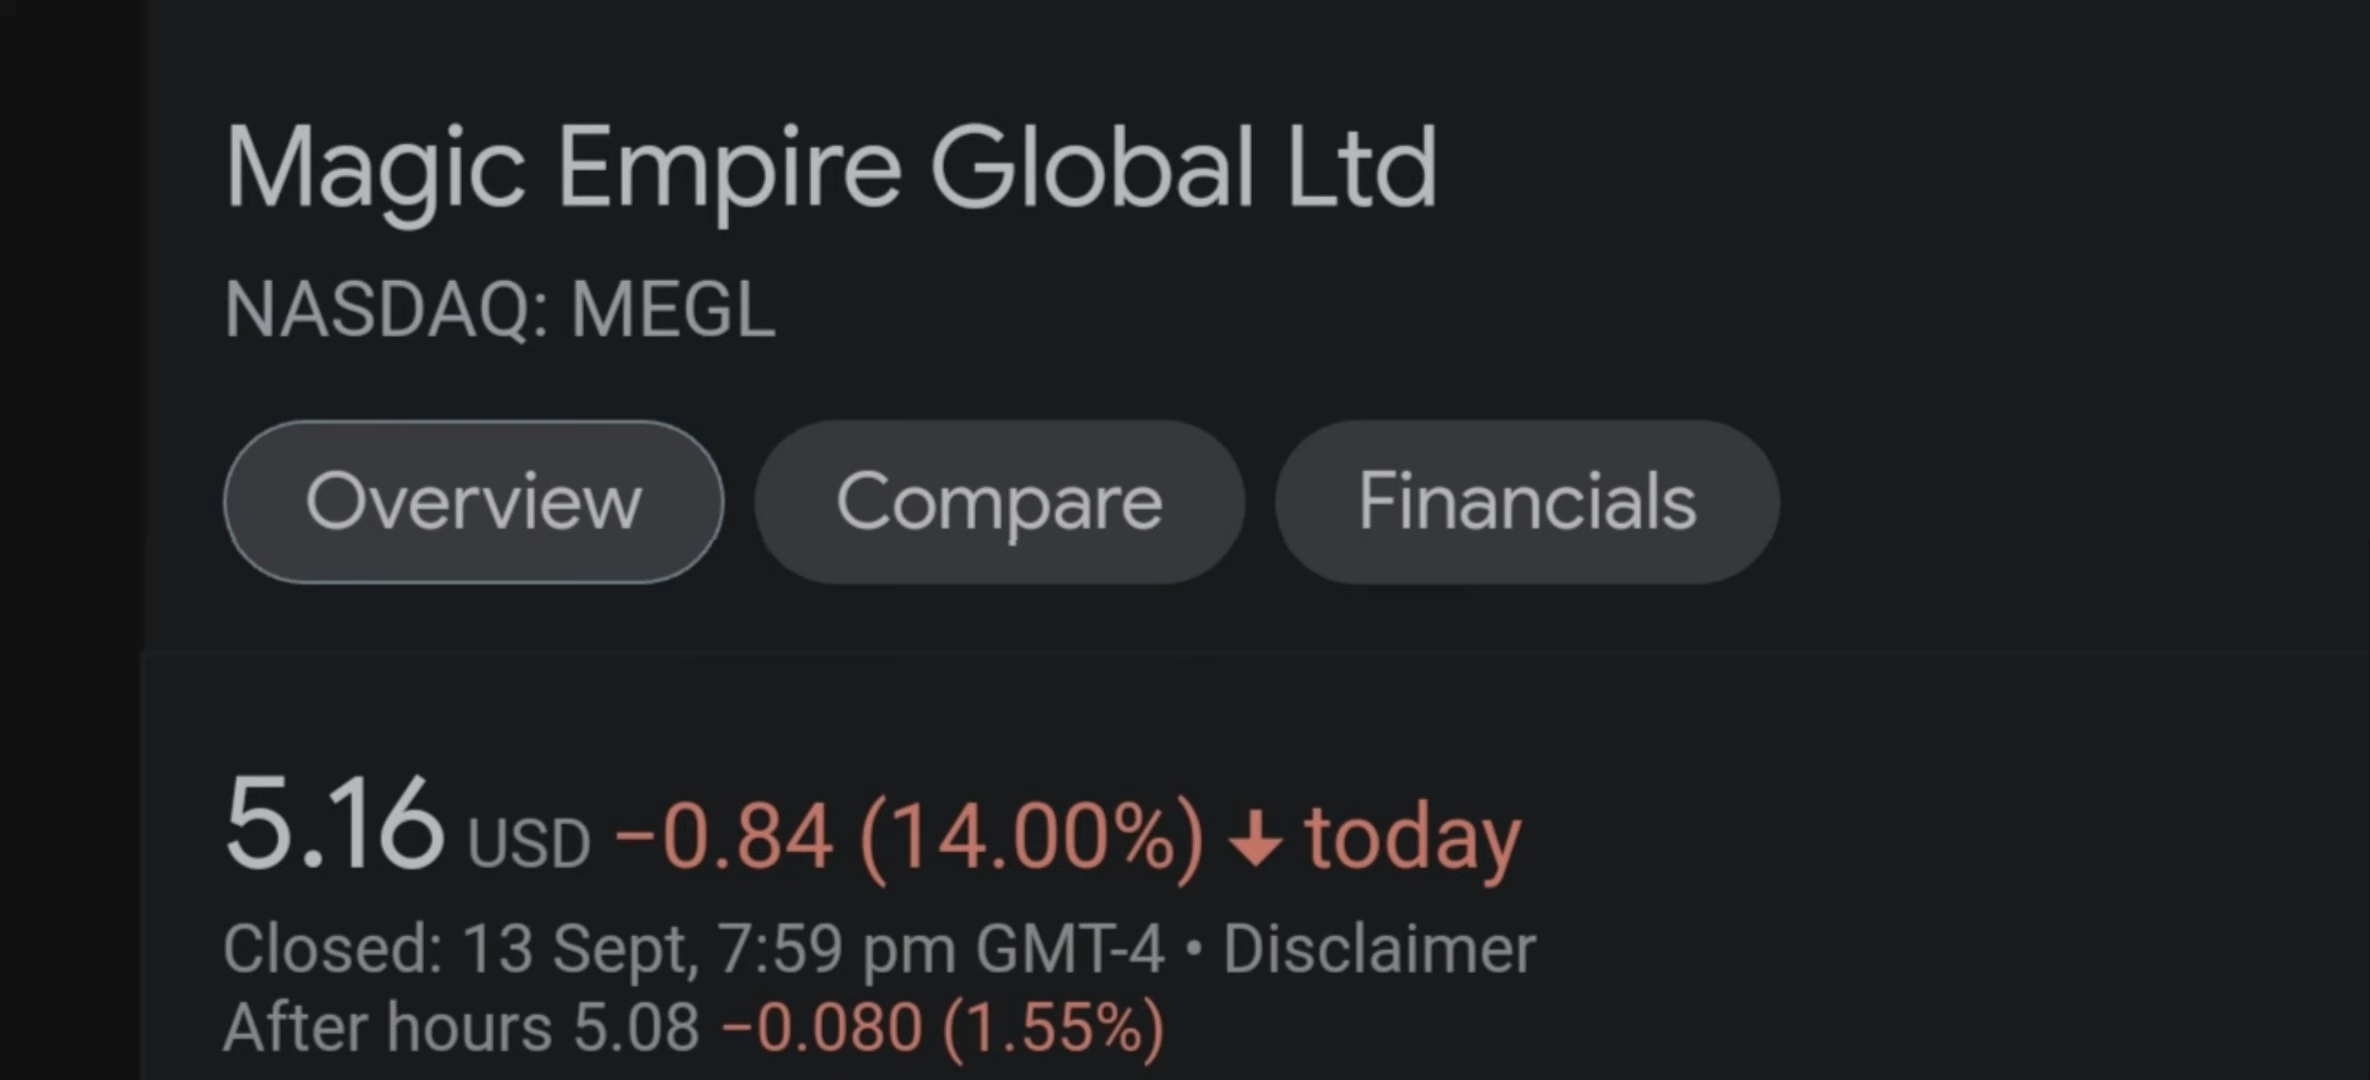 Magic Empire Global Ltd
NASDAQ: MEGL
Overview Compare Financials
5.16 USD −0.84 (14.00%) ↓ today
Closed: 13 Sept, 7:59 pm GMT-4 • Disclaimer
After hours 5.08 −0.080 (1.55%)